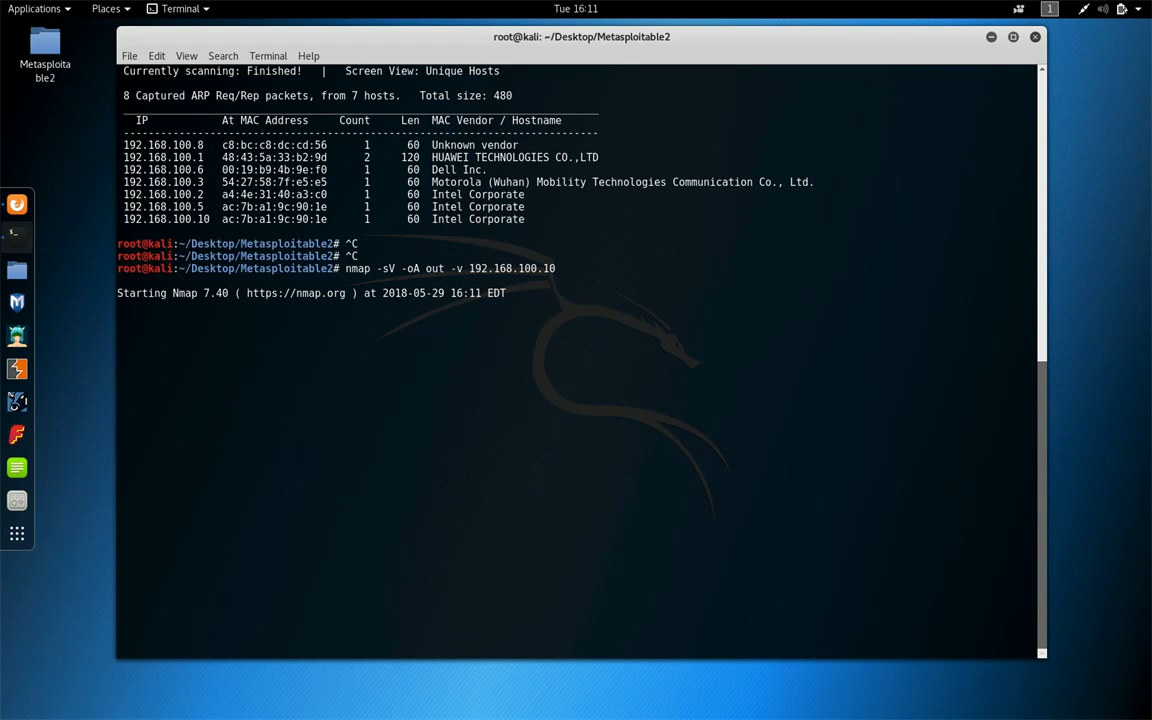 Applications Places Terminal Tue 16:11 1
Metasploita
ble2
root@kali: ~/Desktop/Metasploitable2
File Edit View Search Terminal Help
Currently scanning: Finished! | Screen View: Unique Hosts
8 Captured ARP Req/Rep packets, from 7 hosts. Total size: 480
IP At MAC Address Count Len MAC Vendor / Hostname
-----------------------------------------------------------------------------
192.168.100.8 c8:bc:c8:dc:cd:56 1 60 Unknown vendor
192.168.100.1 48:43:5a:33:b2:9d 2 120 HUAWEI TECHNOLOGIES CO.,LTD
192.168.100.6 00:19:b9:4b:9e:f0 1 60 Dell Inc.
192.168.100.3 54:27:58:7f:e5:e5 1 60 Motorola (Wuhan) Mobility Technologies Communication Co., Ltd.
192.168.100.2 a4:4e:31:40:a3:c0 1 60 Intel Corporate
192.168.100.5 ac:7b:a1:9c:90:1e 1 60 Intel Corporate
192.168.100.10 ac:7b:a1:9c:90:1e 1 60 Intel Corporate
root@kali:~/Desktop/Metasploitable2# ^C
root@kali:~/Desktop/Metasploitable2# ^C
root@kali:~/Desktop/Metasploitable2# nmap -sV -oA out -v 192.168.100.10
Starting Nmap 7.40 ( https://nmap.org ) at 2018-05-29 16:11 EDT